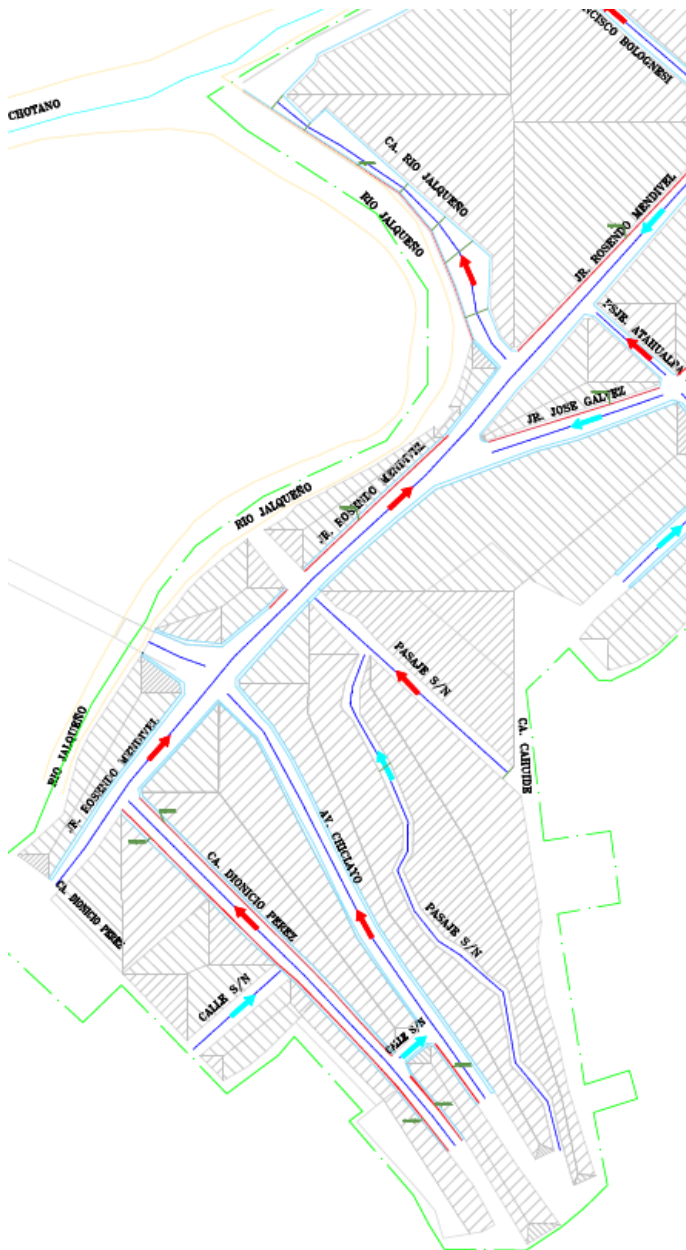 NCISCO BOLOGNESI
CHOTANO
CA. RIO JALQUEÑO
RIO JALQUEÑO
JR. ROSENDO MENDIVEL
PSJE. ATAHUALPA
JR. JOSE GALVEZ
JR. ROSENDO MENDIVEL
RIO JALQUEÑO
PASAJE S/N
CA. CAHUIDE
RIO JALQUEÑO
JR. ROSENDO MENDIVEL
AV. CHICLAYO
CA. DIONICIO PEREZ
CA. DIONICIO PEREZ
PASAJE S/N
CALLE S/N
CALLE S/N